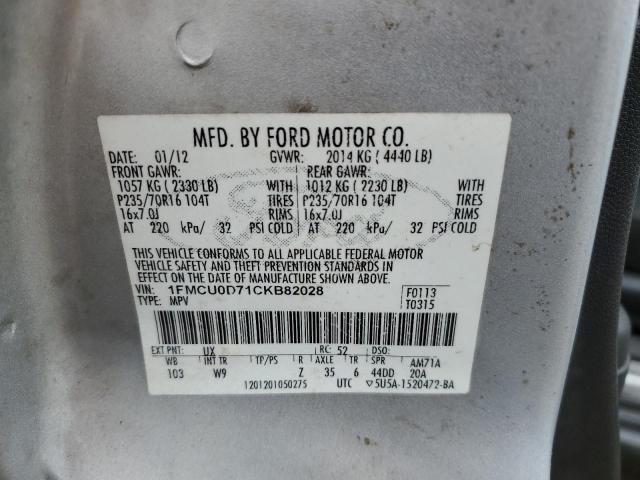 MFD. BY FORD MOTOR CO.
DATE: 01/12 GVWR: 2014 KG ( 4440 LB)
FRONT GAWR: REAR GAWR:
1057 KG ( 2330 LB) WITH 1012 KG ( 2230 LB) WITH
P235/70R16 104T TIRES P235/70R16 104T TIRES
16x7.0J RIMS 16x7.0J RIMS
AT 220 kPa/ 32 PSI COLD AT 220 kPa/ 32 PSI COLD
THIS VEHICLE CONFORMS TO ALL APPLICABLE FEDERAL MOTOR
VEHICLE SAFETY AND THEFT PREVENTION STANDARDS IN
EFFECT ON THE DATE OF MANUFACTURE SHOWN ABOVE.
VIN: 1FMCU0D71CKB82028 F0113
TYPE: MPV T0315
EXT PNT: UX RC: 52 DSO:
WB INT TR TP/PS R AXLE TR SPR AM71A
103 W9 Z 35 6 44DD 20A
1201201050275 UTC ▽5U5A-1520472-BA